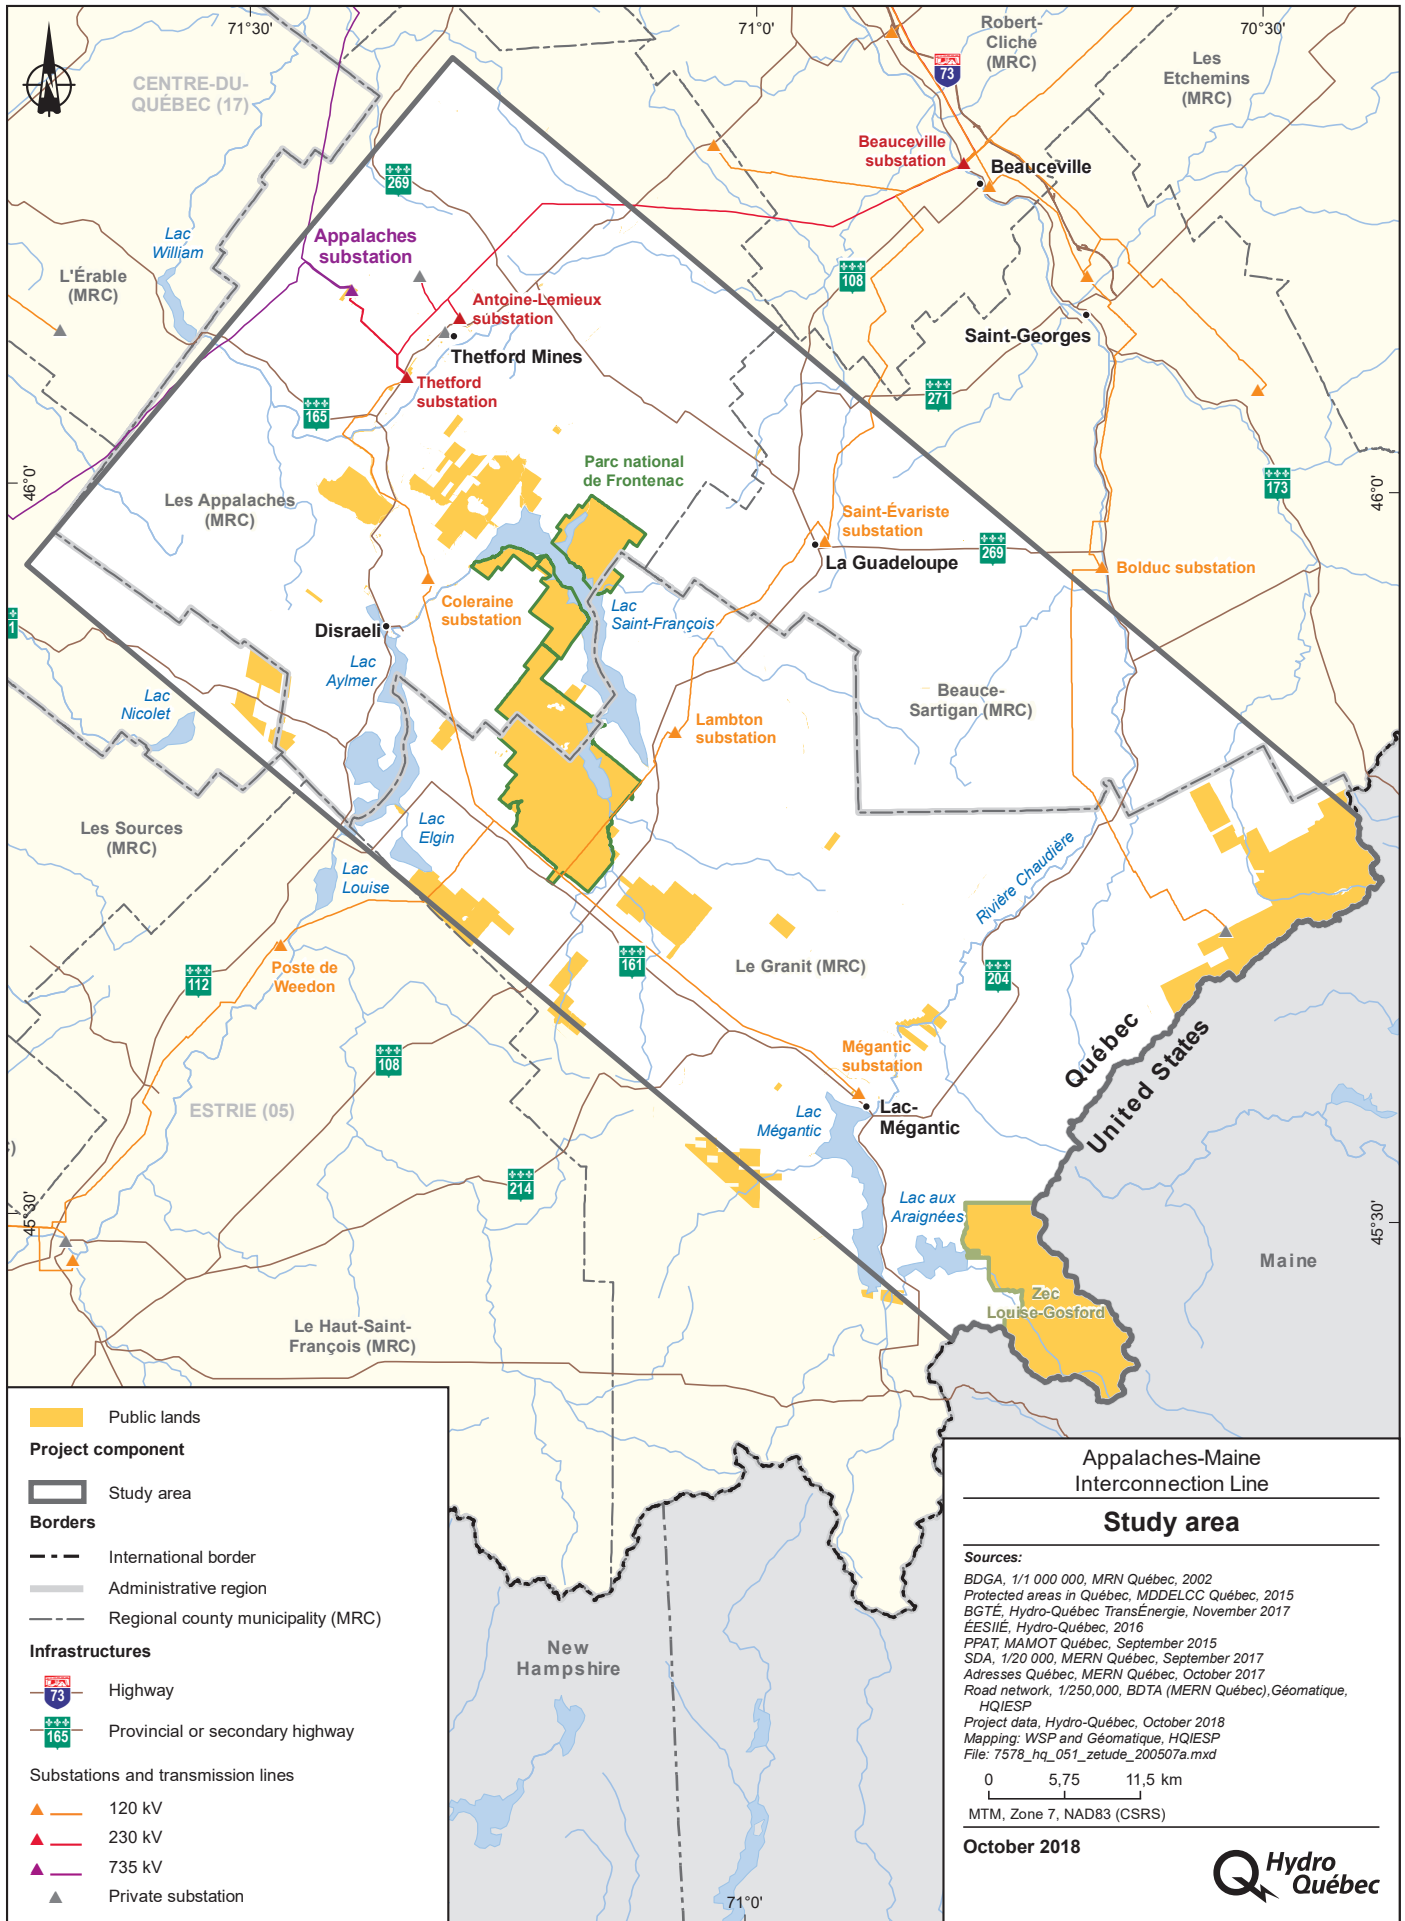 71°30'
71°0'
70°30'
N
CENTRE-DU-
QUÉBEC (17)
Robert-
Cliche
(MRC)
73
Les
Etchemins
(MRC)
Beauceville
substation
Beauceville
269
Lac
William
Appalaches
substation
L'Érable
(MRC)
108
Antoine-Lemieux
substation
Saint-Georges
Thetford Mines
Thetford
substation
165
271
Parc national
de Frontenac
46°0'
173
46°0'
Les Appalaches
(MRC)
Saint-Évariste
substation
269
La Guadeloupe
Bolduc substation
Coleraine
substation
1
Disraeli
Lac
Saint-François
Lac
Aylmer
Lac
Nicolet
Beauce-
Sartigan (MRC)
Lambton
substation
Les Sources
(MRC)
Lac
Elgin
Lac
Louise
Rivière Chaudière
Poste de
Weedon
112
161
Le Granit (MRC)
204
Québec
United States
108
Mégantic
substation
ESTRIE (05)
Lac
Mégantic
Lac-
Mégantic
)
214
Lac aux
Araignées
45°30'
45°30'
Maine
Zec
Louise-Gosford
Le Haut-Saint-
François (MRC)
New
Hampshire
71°0'
Public lands
Project component
Study area
Borders
International border
Administrative region
Regional county municipality (MRC)
Infrastructures
73
Highway
165
Provincial or secondary highway
Substations and transmission lines
120 kV
230 kV
735 kV
Private substation
Appalaches-Maine
Interconnection Line
Study area
Sources:
BDGA, 1/1 000 000, MRN Québec, 2002
Protected areas in Québec, MDDELCC Québec, 2015
BGTÉ, Hydro-Québec TransÉnergie, November 2017
ÉESIIÉ, Hydro-Québec, 2016
PPAT, MAMOT Québec, September 2015
SDA, 1/20 000, MERN Québec, September 2017
Adresses Québec, MERN Québec, October 2017
Road network, 1/250,000, BDTA (MERN Québec),Géomatique,
HQIESP
Project data, Hydro-Québec, October 2018
Mapping: WSP and Géomatique, HQIESP
File: 7578_hq_051_zetude_200507a.mxd
0 5,75 11,5 km
MTM, Zone 7, NAD83 (CSRS)
October 2018
Hydro
Québec